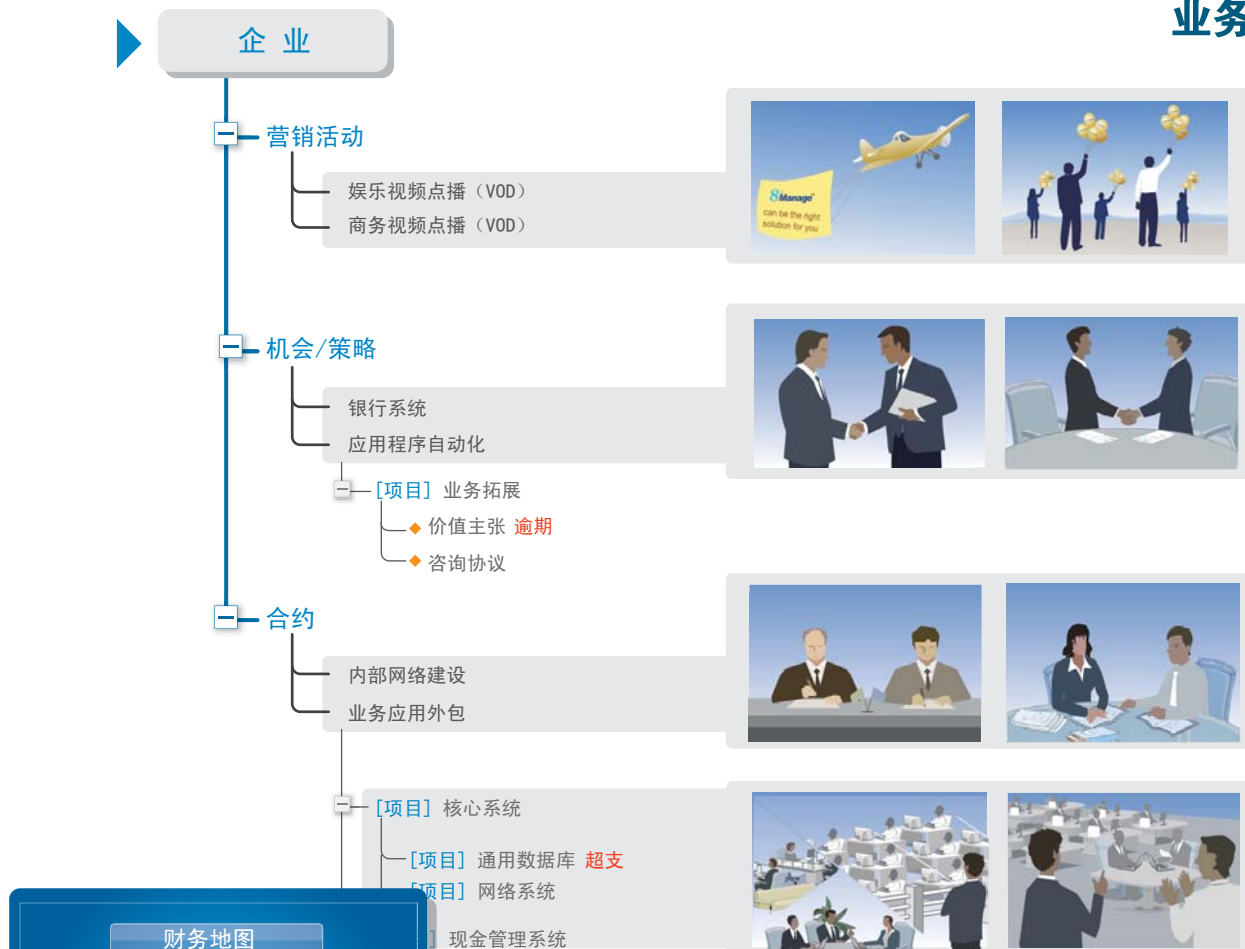 业务
企 业
营销活动
娱乐视频点播（VOD）
商务视频点播（VOD）
8Manage
can be the right
solution for you
机会/策略
银行系统
应用程序自动化
[项目] 业务拓展
价值主张 逾期
咨询协议
合约
内部网络建设
业务应用外包
[项目] 核心系统
[项目] 通用数据库 超支
项目] 网络系统
] 现金管理系统
财务地图